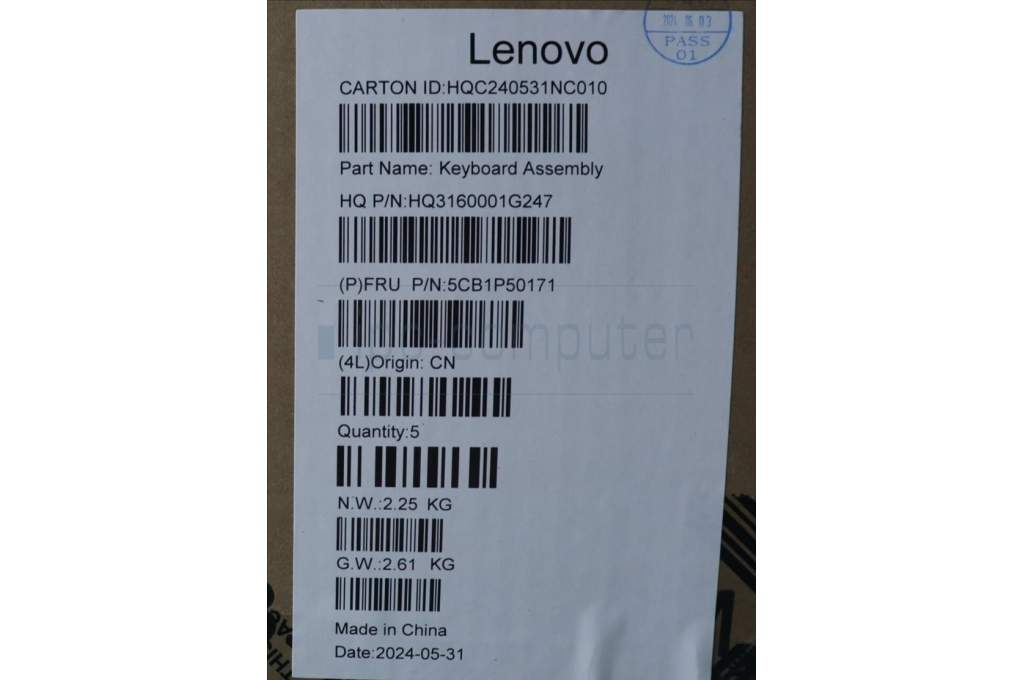 Lenovo
PASS
01
CARTON ID:HQC240531NC010
Part Name: Keyboard Assembly
HQ P/N:HQ3160001G247
(P)FRU P/N:5CB1P50171
computer
(4L)Origin: CN
Quantity:5
N.W.:2.25 KG
G.W.:2.61 KG
Made in China
Date:2024-05-31